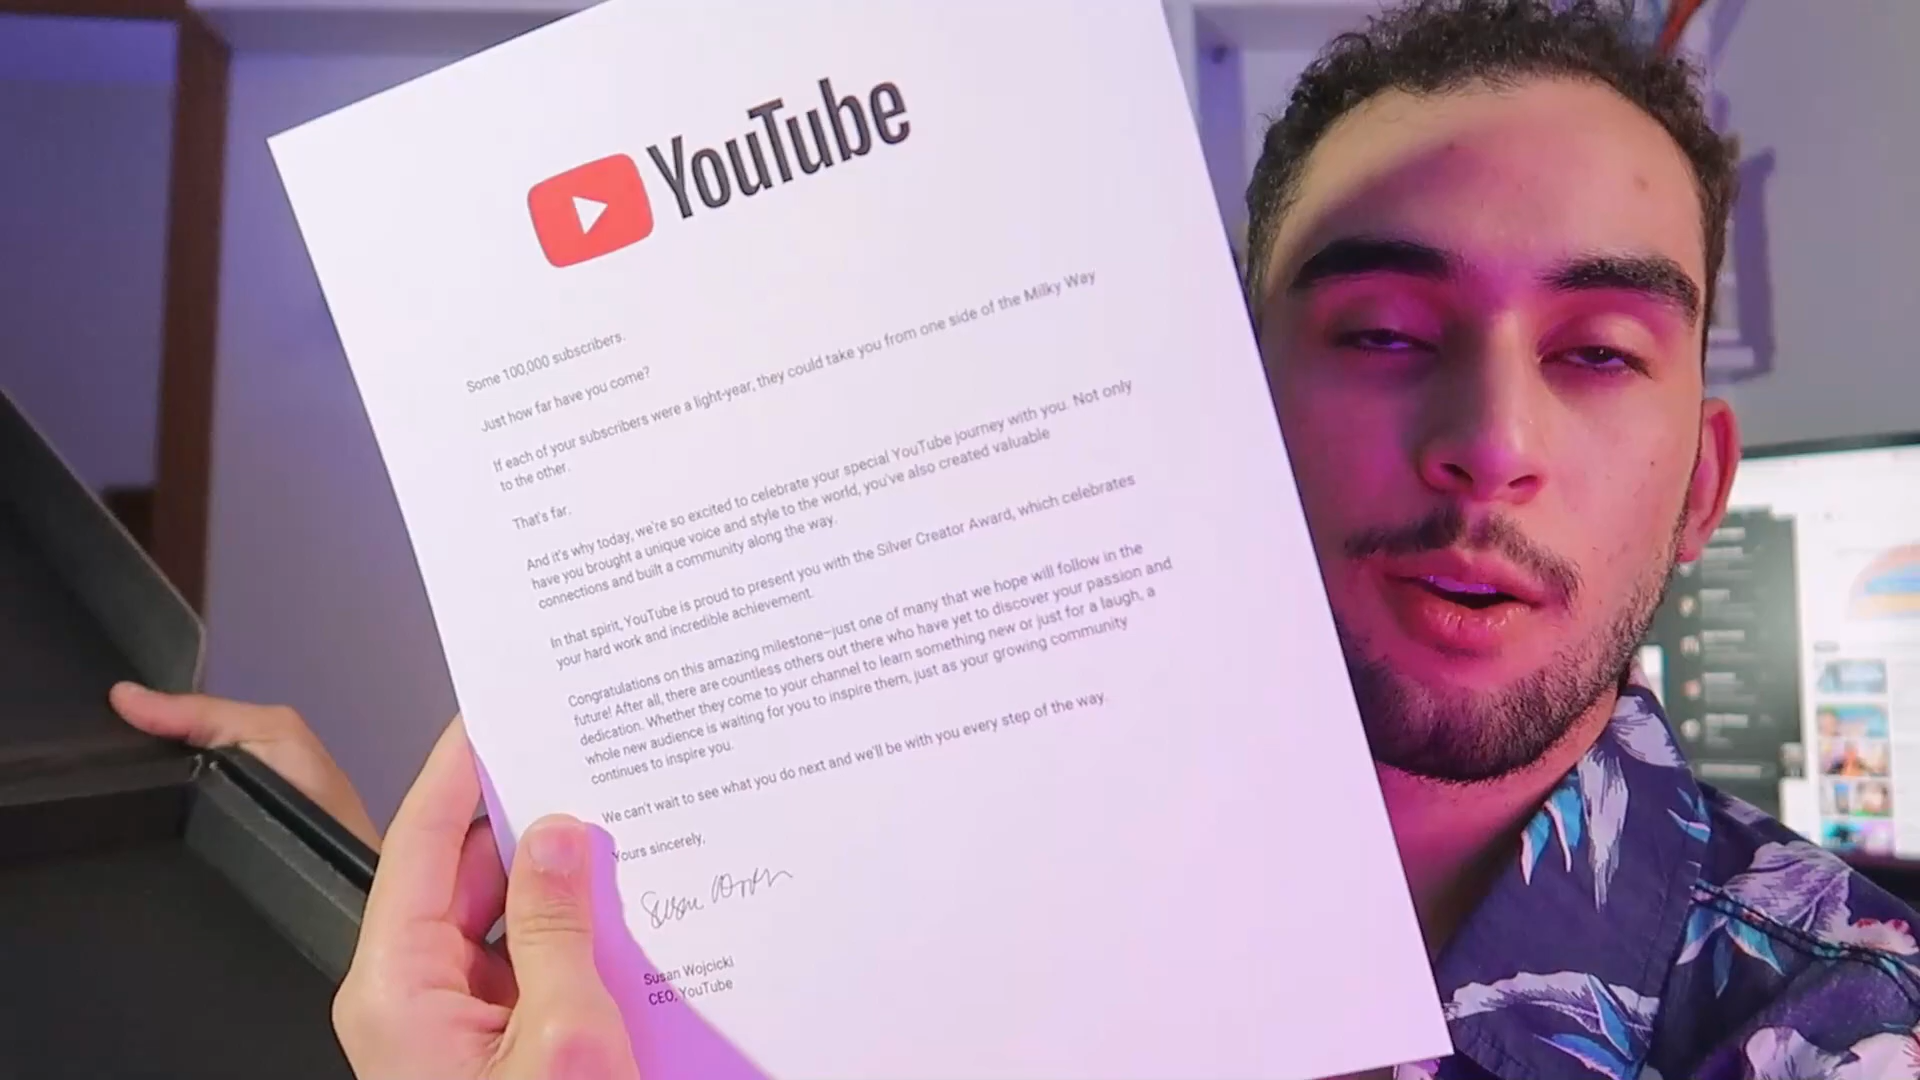 YouTube
Some 100,000 subscribers.
Just how far have you come?
If each of your subscribers were a light-year, they could take you from one side of the Milky Way
to the other.
That's far.
And it's why today, we're so excited to celebrate your special YouTube journey with you. Not only
have you brought a unique voice and style to the world, you've also created valuable
connections and built a community along the way.
In that spirit, YouTube is proud to present you with the Silver Creator Award, which celebrates
your hard work and incredible achievement.
Congratulations on this amazing milestone—just one of many that we hope will follow in the
future! After all, there are countless others out there who have yet to discover your passion and
dedication. Whether they come to your channel to learn something new or just for a laugh, a
whole new audience is waiting for you to inspire them, just as your growing community
continues to inspire you.
We can't wait to see what you do next and we'll be with you every step of the way.
Yours sincerely,
Susan Wojcicki
CEO, YouTube